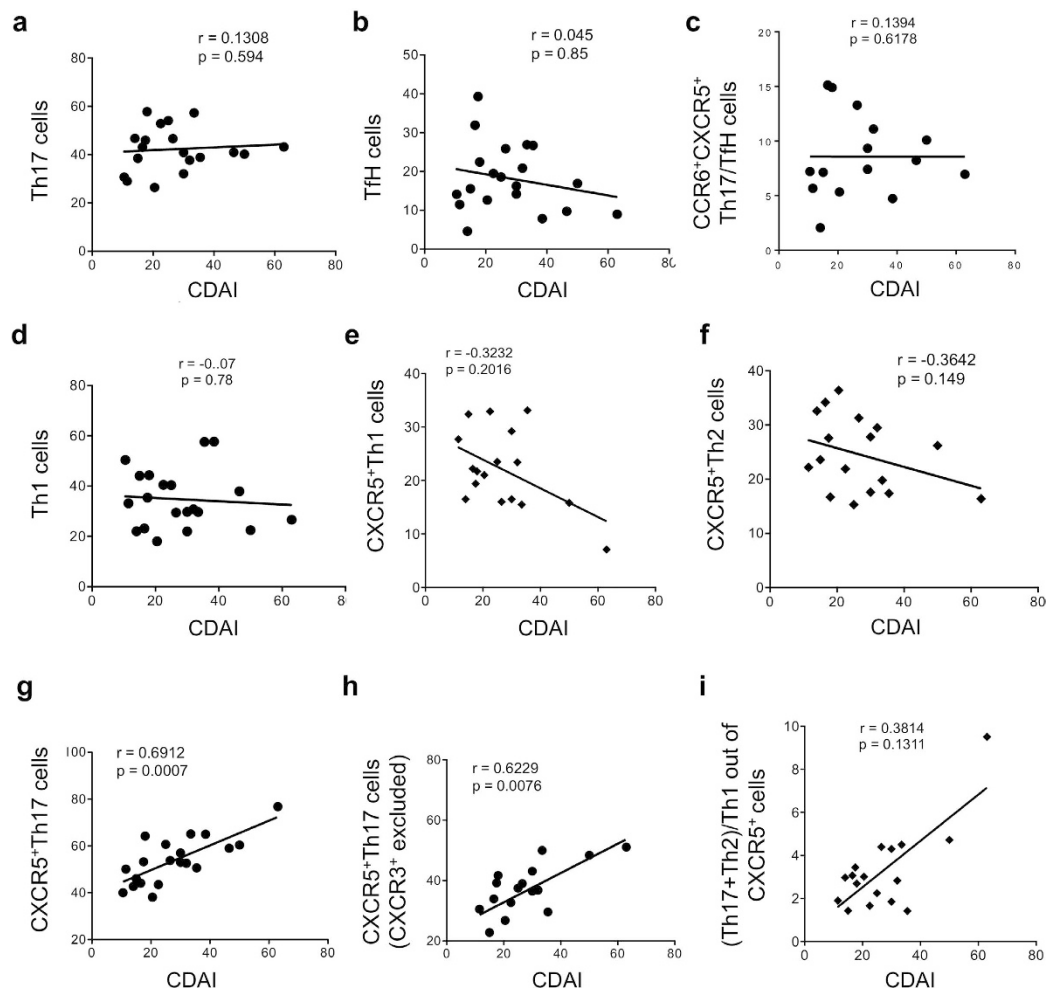 a
r = 0.1308
p = 0.594
Th17 cells
80
60
40
20
0
0 20 40 60 80
CDAI
b
r = 0.045
p = 0.85
TfH cells
50
40
30
20
10
0
0 20 40 60 80
CDAI
c
r = 0.1394
p = 0.6178
CCR6+CXCR5+
Th17/TfH cells
20
15
10
5
0
0 20 40 60 80
CDAI
d
r = -0..07
p = 0.78
Th1 cells
80
60
40
20
0
0 20 40 60 8
CDAI
e
r = -0.3232
p = 0.2016
CXCR5+Th1 cells
40
30
20
10
0
0 20 40 60 80
CDAI
f
r = -0.3642
p = 0.149
CXCR5+Th2 cells
40
30
20
10
0
0 20 40 60 80
CDAI
g
r = 0.6912
p = 0.0007
CXCR5+Th17 cells
100
80
60
40
20
0 20 40 60 80
CDAI
h
r = 0.6229
p = 0.0076
CXCR5+Th17 cells
(CXCR3+ excluded)
80
60
40
20
0 20 40 60 80
CDAI
i
r = 0.3814
p = 0.1311
(Th17+Th2)/Th1 out of
CXCR5+ cells
10
8
6
4
2
0
0 20 40 60 80
CDAI